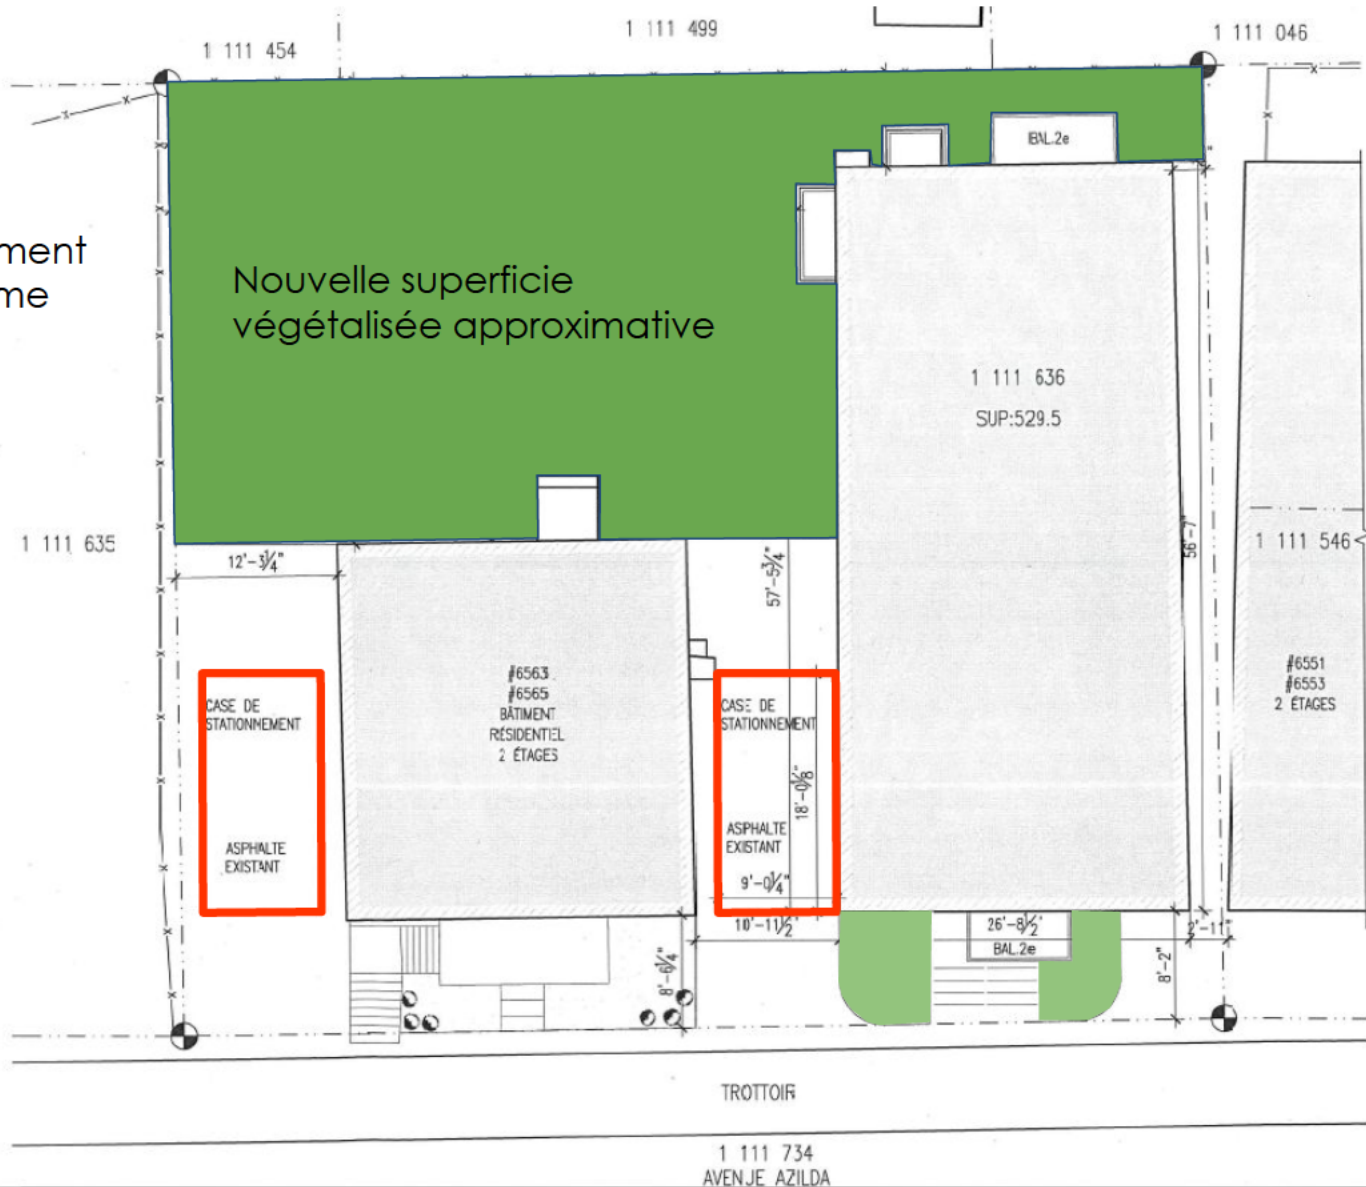 1 111 454
1 111 499
1 111 046
BAL.2e
ment
me
Nouvelle superficie
végétalisée approximative
1 111 636
SUP:529.5
1 111 635
12'-3¼"
57'-5¾"
56'-7"
1 111 546
#6563
#6565
BÂTIMENT
RÉSIDENTIEL
2 ÉTAGES
#6551
#6553
2 ÉTAGES
CASE DE
STATIONNEMENT
CASE DE
STATIONNEMENT
ASPHALTE
EXISTANT
ASPHALTE
EXISTANT
9'-0¼"
10'-11½"
26'-8½"
2'-11"
BAL.2e
8'-6¼"
8'-2"
TROTTOIR
1 111 734
AVENUE AZILDA